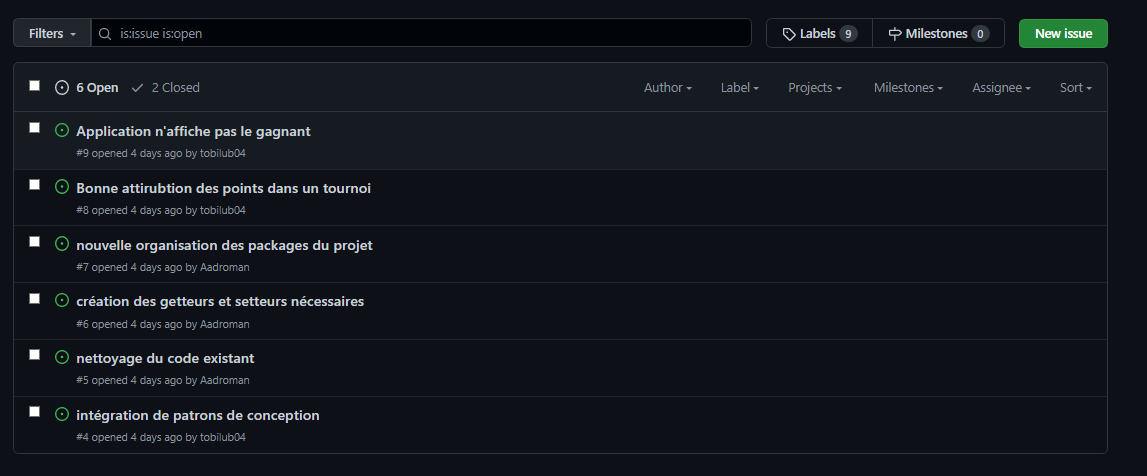 Filters is:issue is:open Labels 9 Milestones 0 New issue
6 Open 2 Closed Author Label Projects Milestones Assignee Sort
Application n'affiche pas le gagnant
#9 opened 4 days ago by tobilub04
Bonne attirubtion des points dans un tournoi
#8 opened 4 days ago by tobilub04
nouvelle organisation des packages du projet
#7 opened 4 days ago by Aadroman
création des getteurs et setteurs nécessaires
#6 opened 4 days ago by Aadroman
nettoyage du code existant
#5 opened 4 days ago by Aadroman
intégration de patrons de conception
#4 opened 4 days ago by tobilub04